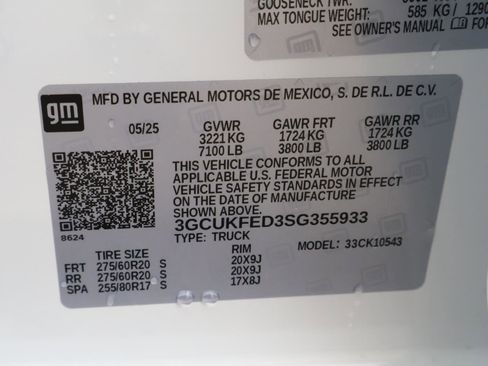 GOOSENECK TWR:
MAX TONGUE WEIGHT: 585 KG / 1290
SEE OWNER'S MANUAL FOR
gm
MFD BY GENERAL MOTORS DE MEXICO, S. DE R.L. DE C.V.
05/25 GVWR GAWR FRT GAWR RR
3221 KG 1724 KG 1724 KG
7100 LB 3800 LB 3800 LB
THIS VEHICLE CONFORMS TO ALL
APPLICABLE U.S. FEDERAL MOTOR
VEHICLE SAFETY STANDARDS IN EFFECT
ON THE DATE OF MANUFACTURE
SHOWN ABOVE.
3GCUKFED3SG355933
8624 TYPE: TRUCK MODEL: 33CK10543
TIRE SIZE RIM
FRT 275/60R20 S 20X9J
RR 275/60R20 S 20X9J
SPA 255/80R17 S 17X8J